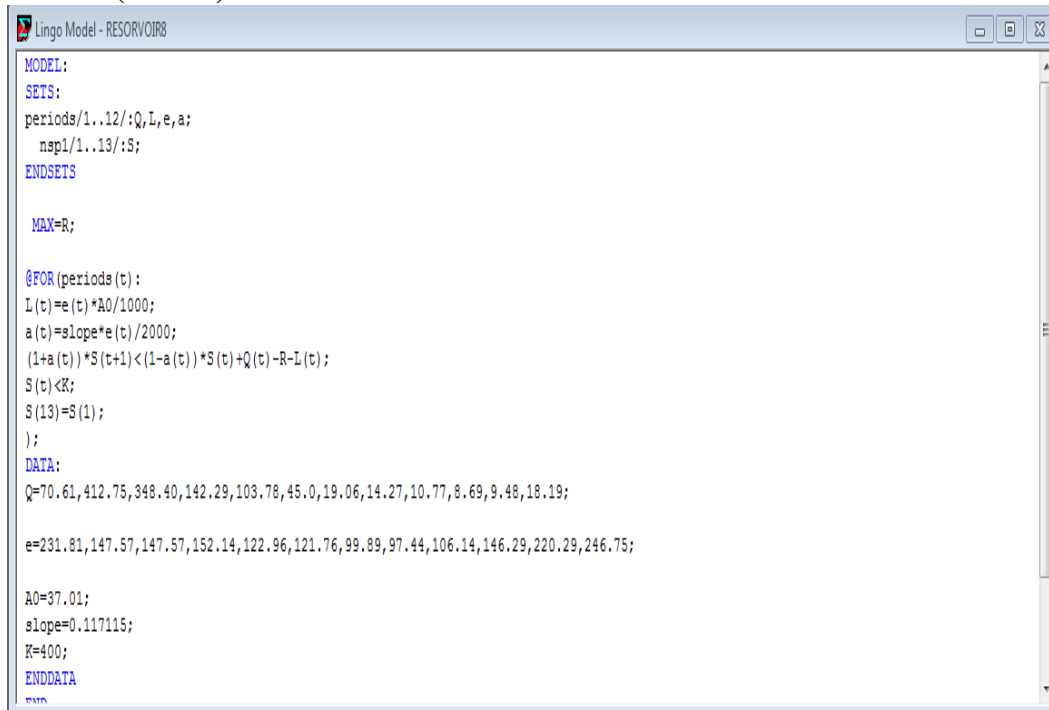 Lingo Model - RESORVOIR8
MODEL:
SETS:
periods/1..12/:Q,L,e,a;
nsp1/1..13/:S;
ENDSETS
MAX=R;
@FOR(periods(t):
L(t)=e(t)*A0/1000;
a(t)=slope*e(t)/2000;
(1+a(t))*S(t+1)<(1-a(t))*S(t)+Q(t)-R-L(t);
S(t)<K;
S(13)=S(1);
);
DATA:
Q=70.61,412.75,348.40,142.29,103.78,45.0,19.06,14.27,10.77,8.69,9.48,18.19;
e=231.81,147.57,147.57,152.14,122.96,121.76,99.89,97.44,106.14,146.29,220.29,246.75;
A0=37.01;
slope=0.117115;
K=400;
ENDDATA
END